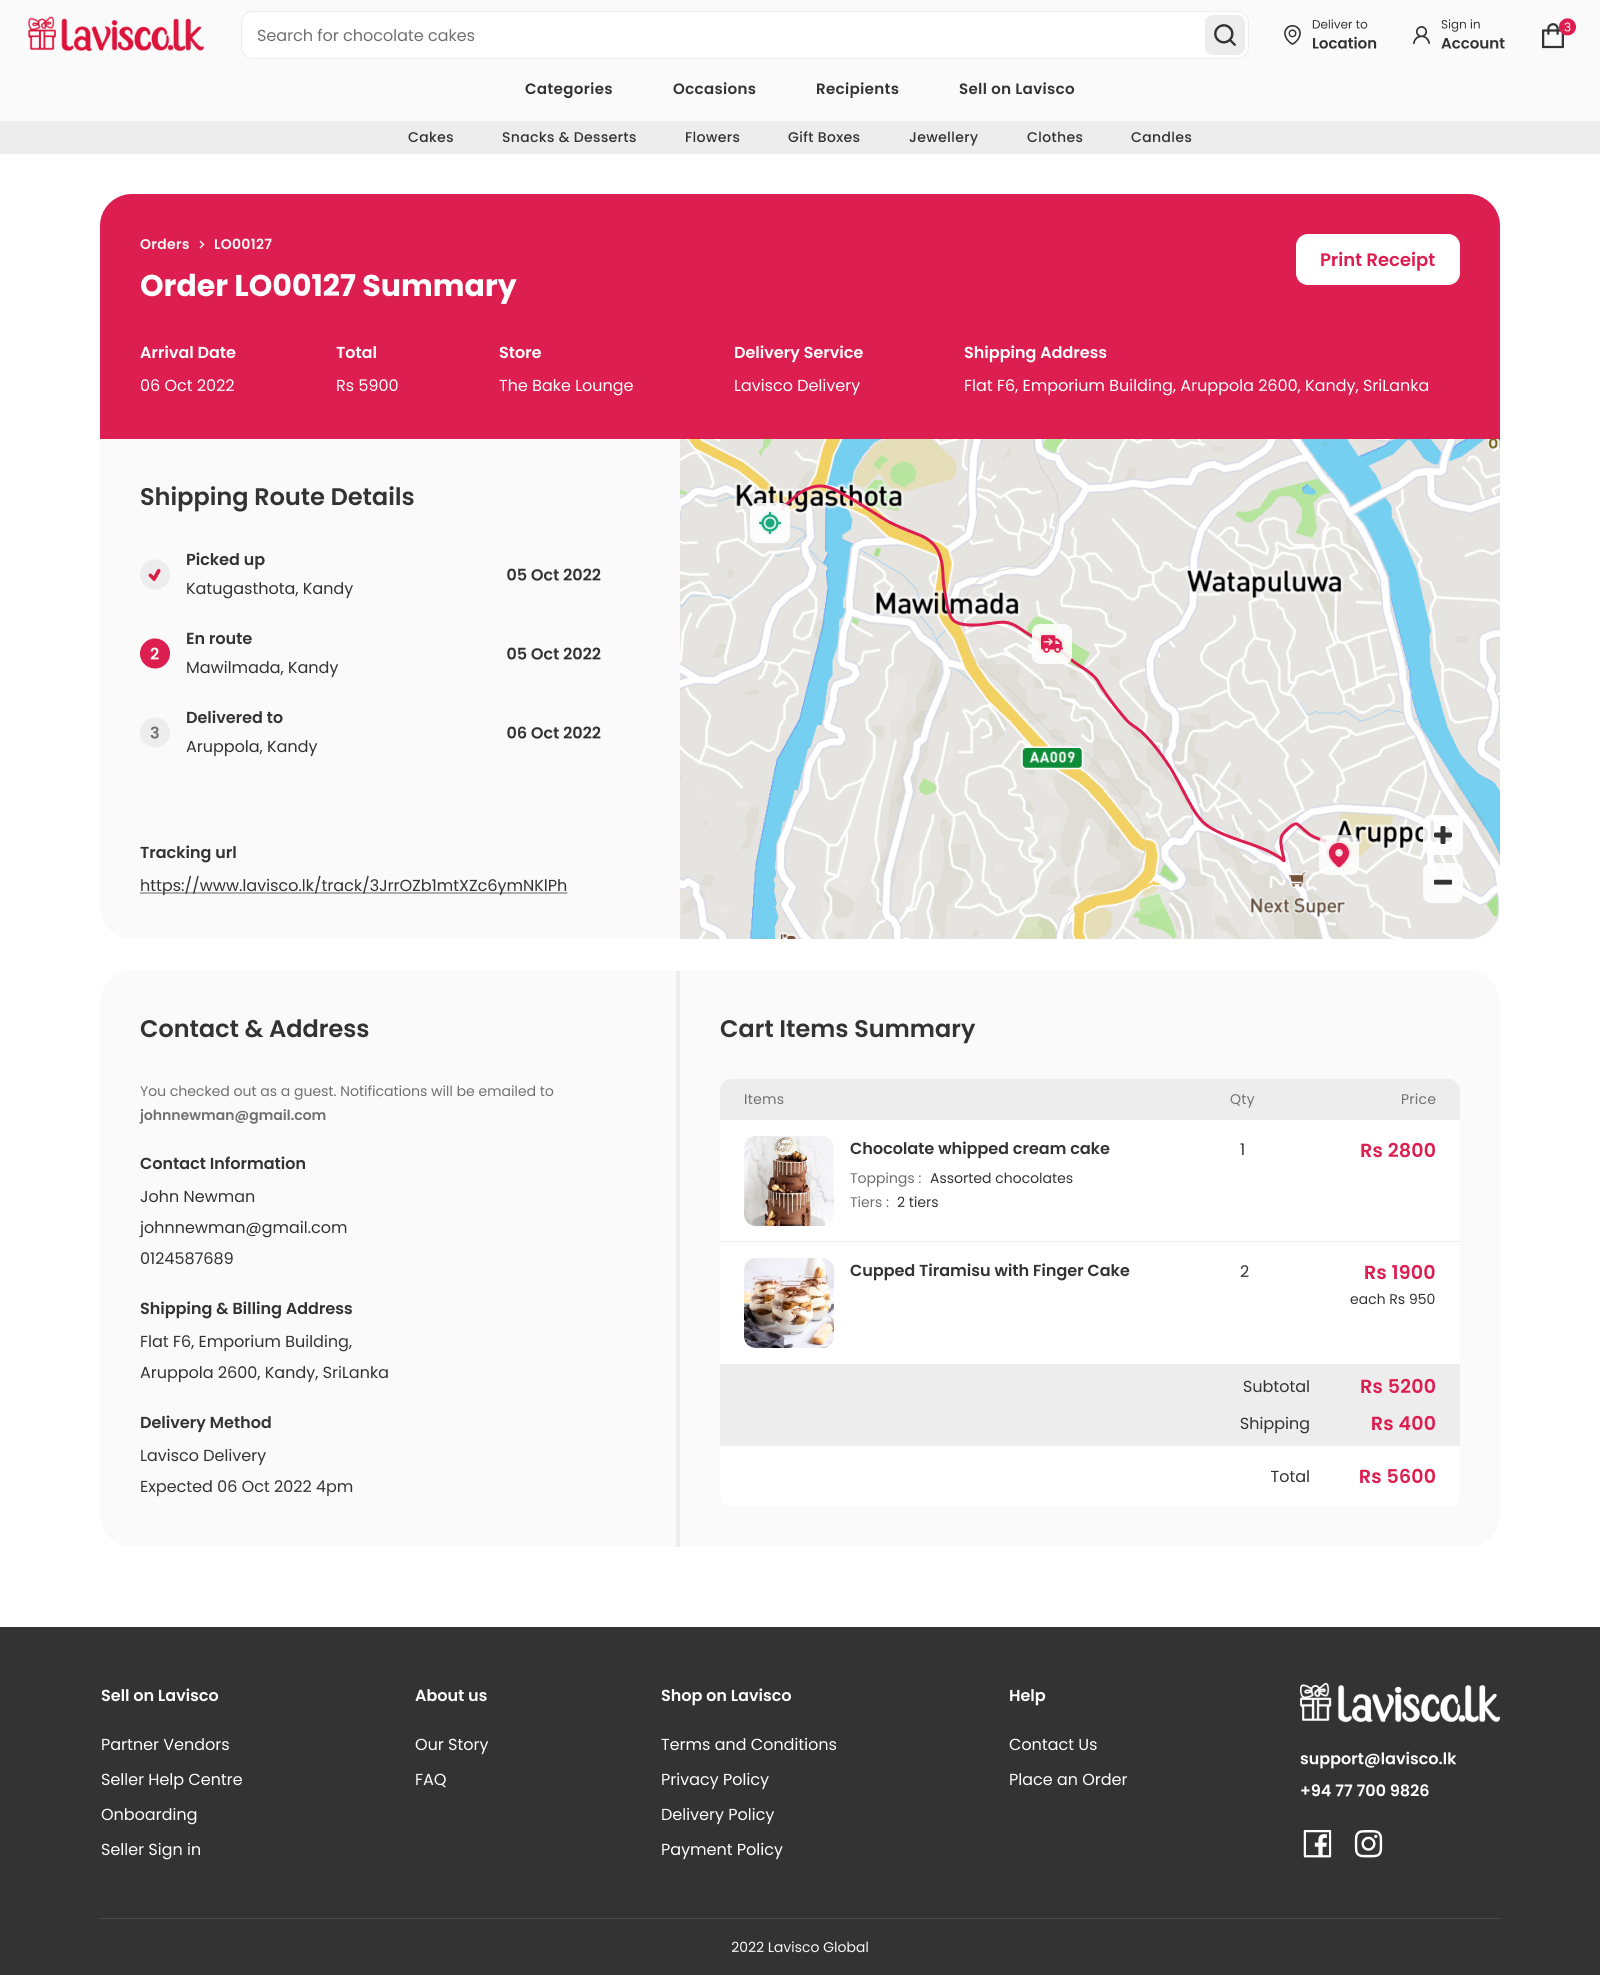 lavisco.lk
Search for chocolate cakes
Deliver to
Location
Sign in
Account
3
Categories
Occasions
Recipients
Sell on Lavisco
Cakes
Snacks & Desserts
Flowers
Gift Boxes
Jewellery
Clothes
Candles
Orders > LO00127
Order LO00127 Summary
Print Receipt
Arrival Date
06 Oct 2022
Total
Rs 5900
Store
The Bake Lounge
Delivery Service
Lavisco Delivery
Shipping Address
Flat F6, Emporium Building, Aruppola 2600, Kandy, SriLanka
Shipping Route Details
Picked up
Katugasthota, Kandy
05 Oct 2022
2
En route
Mawilmada, Kandy
05 Oct 2022
3
Delivered to
Aruppola, Kandy
06 Oct 2022
Tracking url
https://www.lavisco.lk/track/3JrrOZb1mtXZc6ymNKlPh
Katugasthota
Watapuluwa
Mawilmada
AA009
Aruppo
Next Super
Contact & Address
You checked out as a guest. Notifications will be emailed to
johnnewman@gmail.com
Contact Information
John Newman
johnnewman@gmail.com
0124587689
Shipping & Billing Address
Flat F6, Emporium Building,
Aruppola 2600, Kandy, SriLanka
Delivery Method
Lavisco Delivery
Expected 06 Oct 2022 4pm
Cart Items Summary
Items
Qty
Price
Chocolate whipped cream cake
1
Rs 2800
Toppings : Assorted chocolates
Tiers : 2 tiers
Cupped Tiramisu with Finger Cake
2
Rs 1900
each Rs 950
Subtotal
Rs 5200
Shipping
Rs 400
Total
Rs 5600
Sell on Lavisco
Partner Vendors
Seller Help Centre
Onboarding
Seller Sign in
About us
Our Story
FAQ
Shop on Lavisco
Terms and Conditions
Privacy Policy
Delivery Policy
Payment Policy
Help
Contact Us
Place an Order
lavisco.lk
support@lavisco.lk
+94 77 700 9826
2022 Lavisco Global